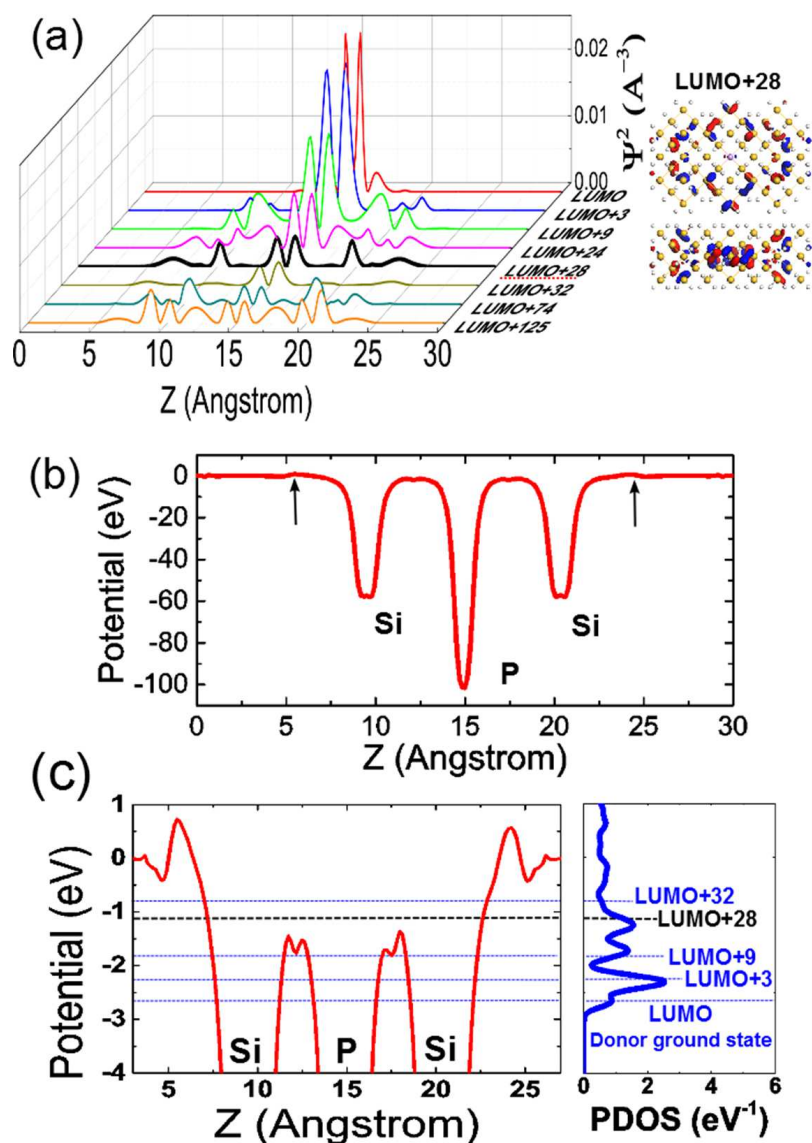 (a)
0.02
0.01
0.00
Ψ² (A⁻³)
LUMO+28
LUMO
LUMO+3
LUMO+9
LUMO+24
LUMO+28
LUMO+32
LUMO+74
LUMO+125
0 5 10 15 20 25 30
Z (Angstrom)
(b)
0
-20
-40
-60
-80
-100
Potential (eV)
Si
P
Si
0 5 10 15 20 25 30
Z (Angstrom)
(c)
1
0
-1
-2
-3
-4
Potential (eV)
Si P Si
5 10 15 20 25
Z (Angstrom)
LUMO+32
LUMO+28
LUMO+9
LUMO+3
LUMO
Donor ground state
0 2 4 6
PDOS (eV⁻¹)